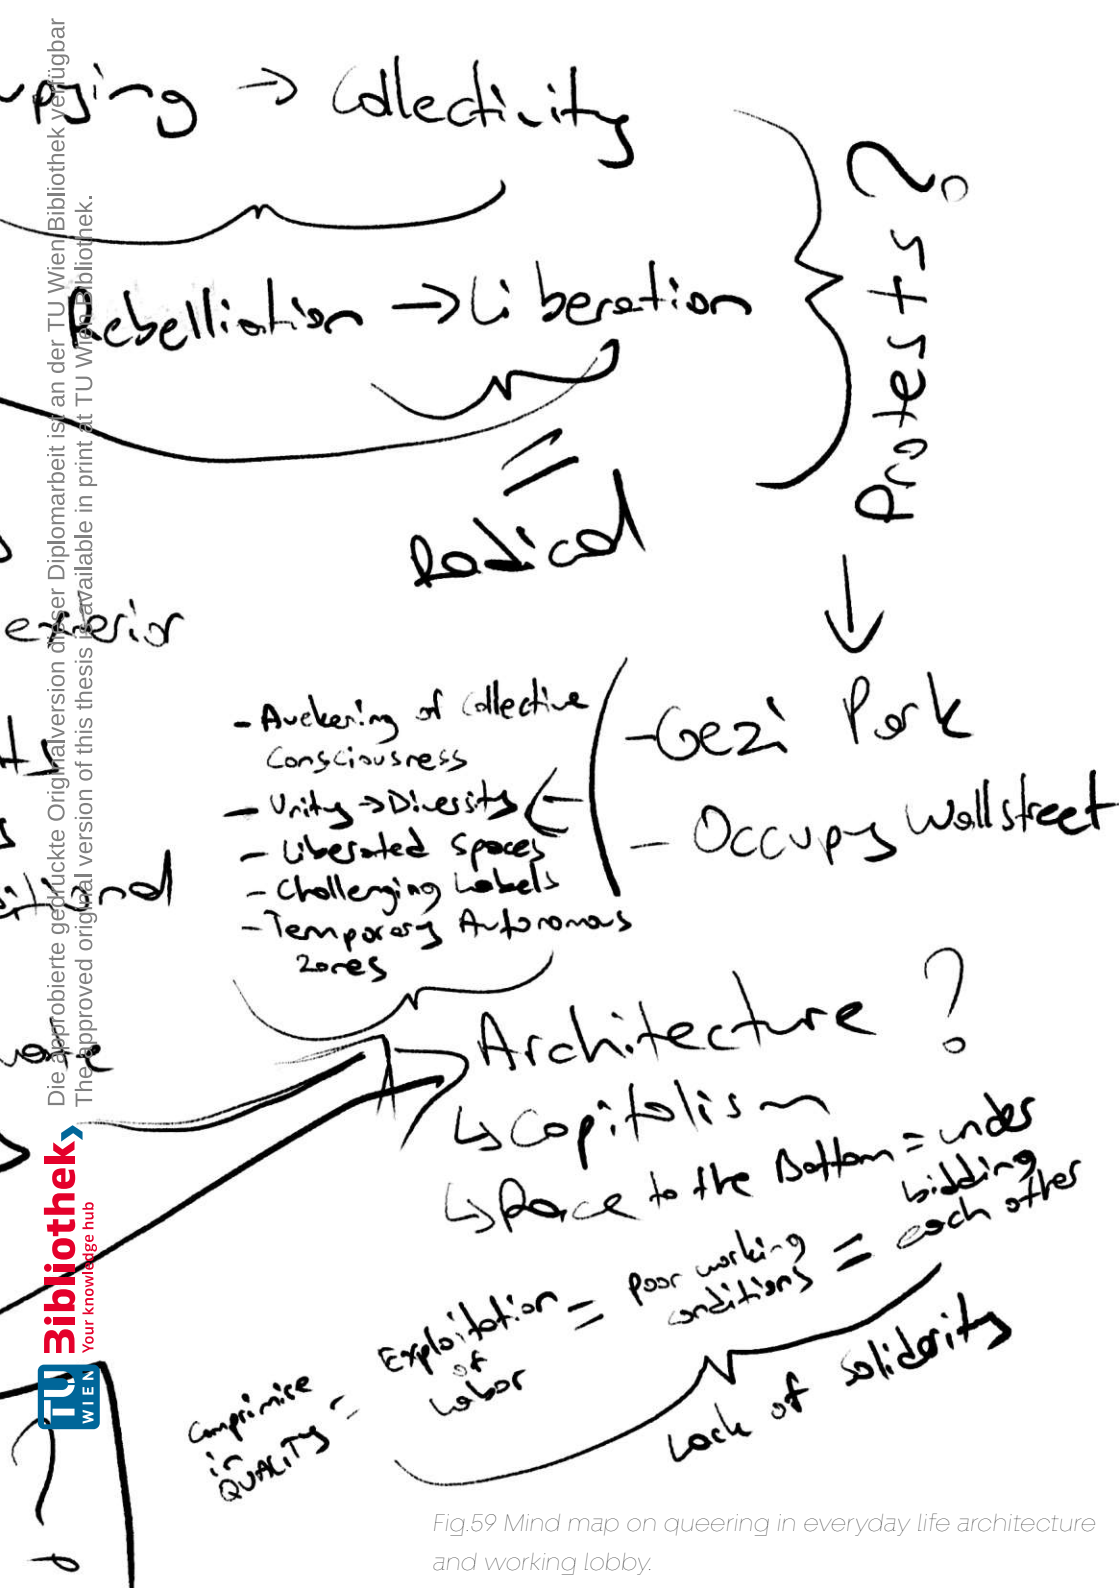 upying → Collectivity
Rebelliation → Liberation
= Radical
Protests?
exterior
- Gezi Park
- Occupy Wallstreet
- Awekening of Collective
Consciousness
- Unity → Diversity
- Liberated Spaces
- Challenging Labels
- Temporary Autonomous
Zones
Architecture ?
↳ Capitalism
↳ Race to the Bottom = under
bidding
each other
= Poor working
conditions
= Exploitation
of
Labor
= Compromise
in
QUALITY
Lack of Soliderity
Die approbierte gedruckte Originalversion dieser Diplomarbeit ist an der TU Wien Bibliothek verfügbar
The approved original version of this thesis is available in print at TU Wien Bibliothek.
TU WIEN
Bibliothek
Your knowledge hub
Fig.59 Mind map on queering in everyday life architecture
and working lobby.